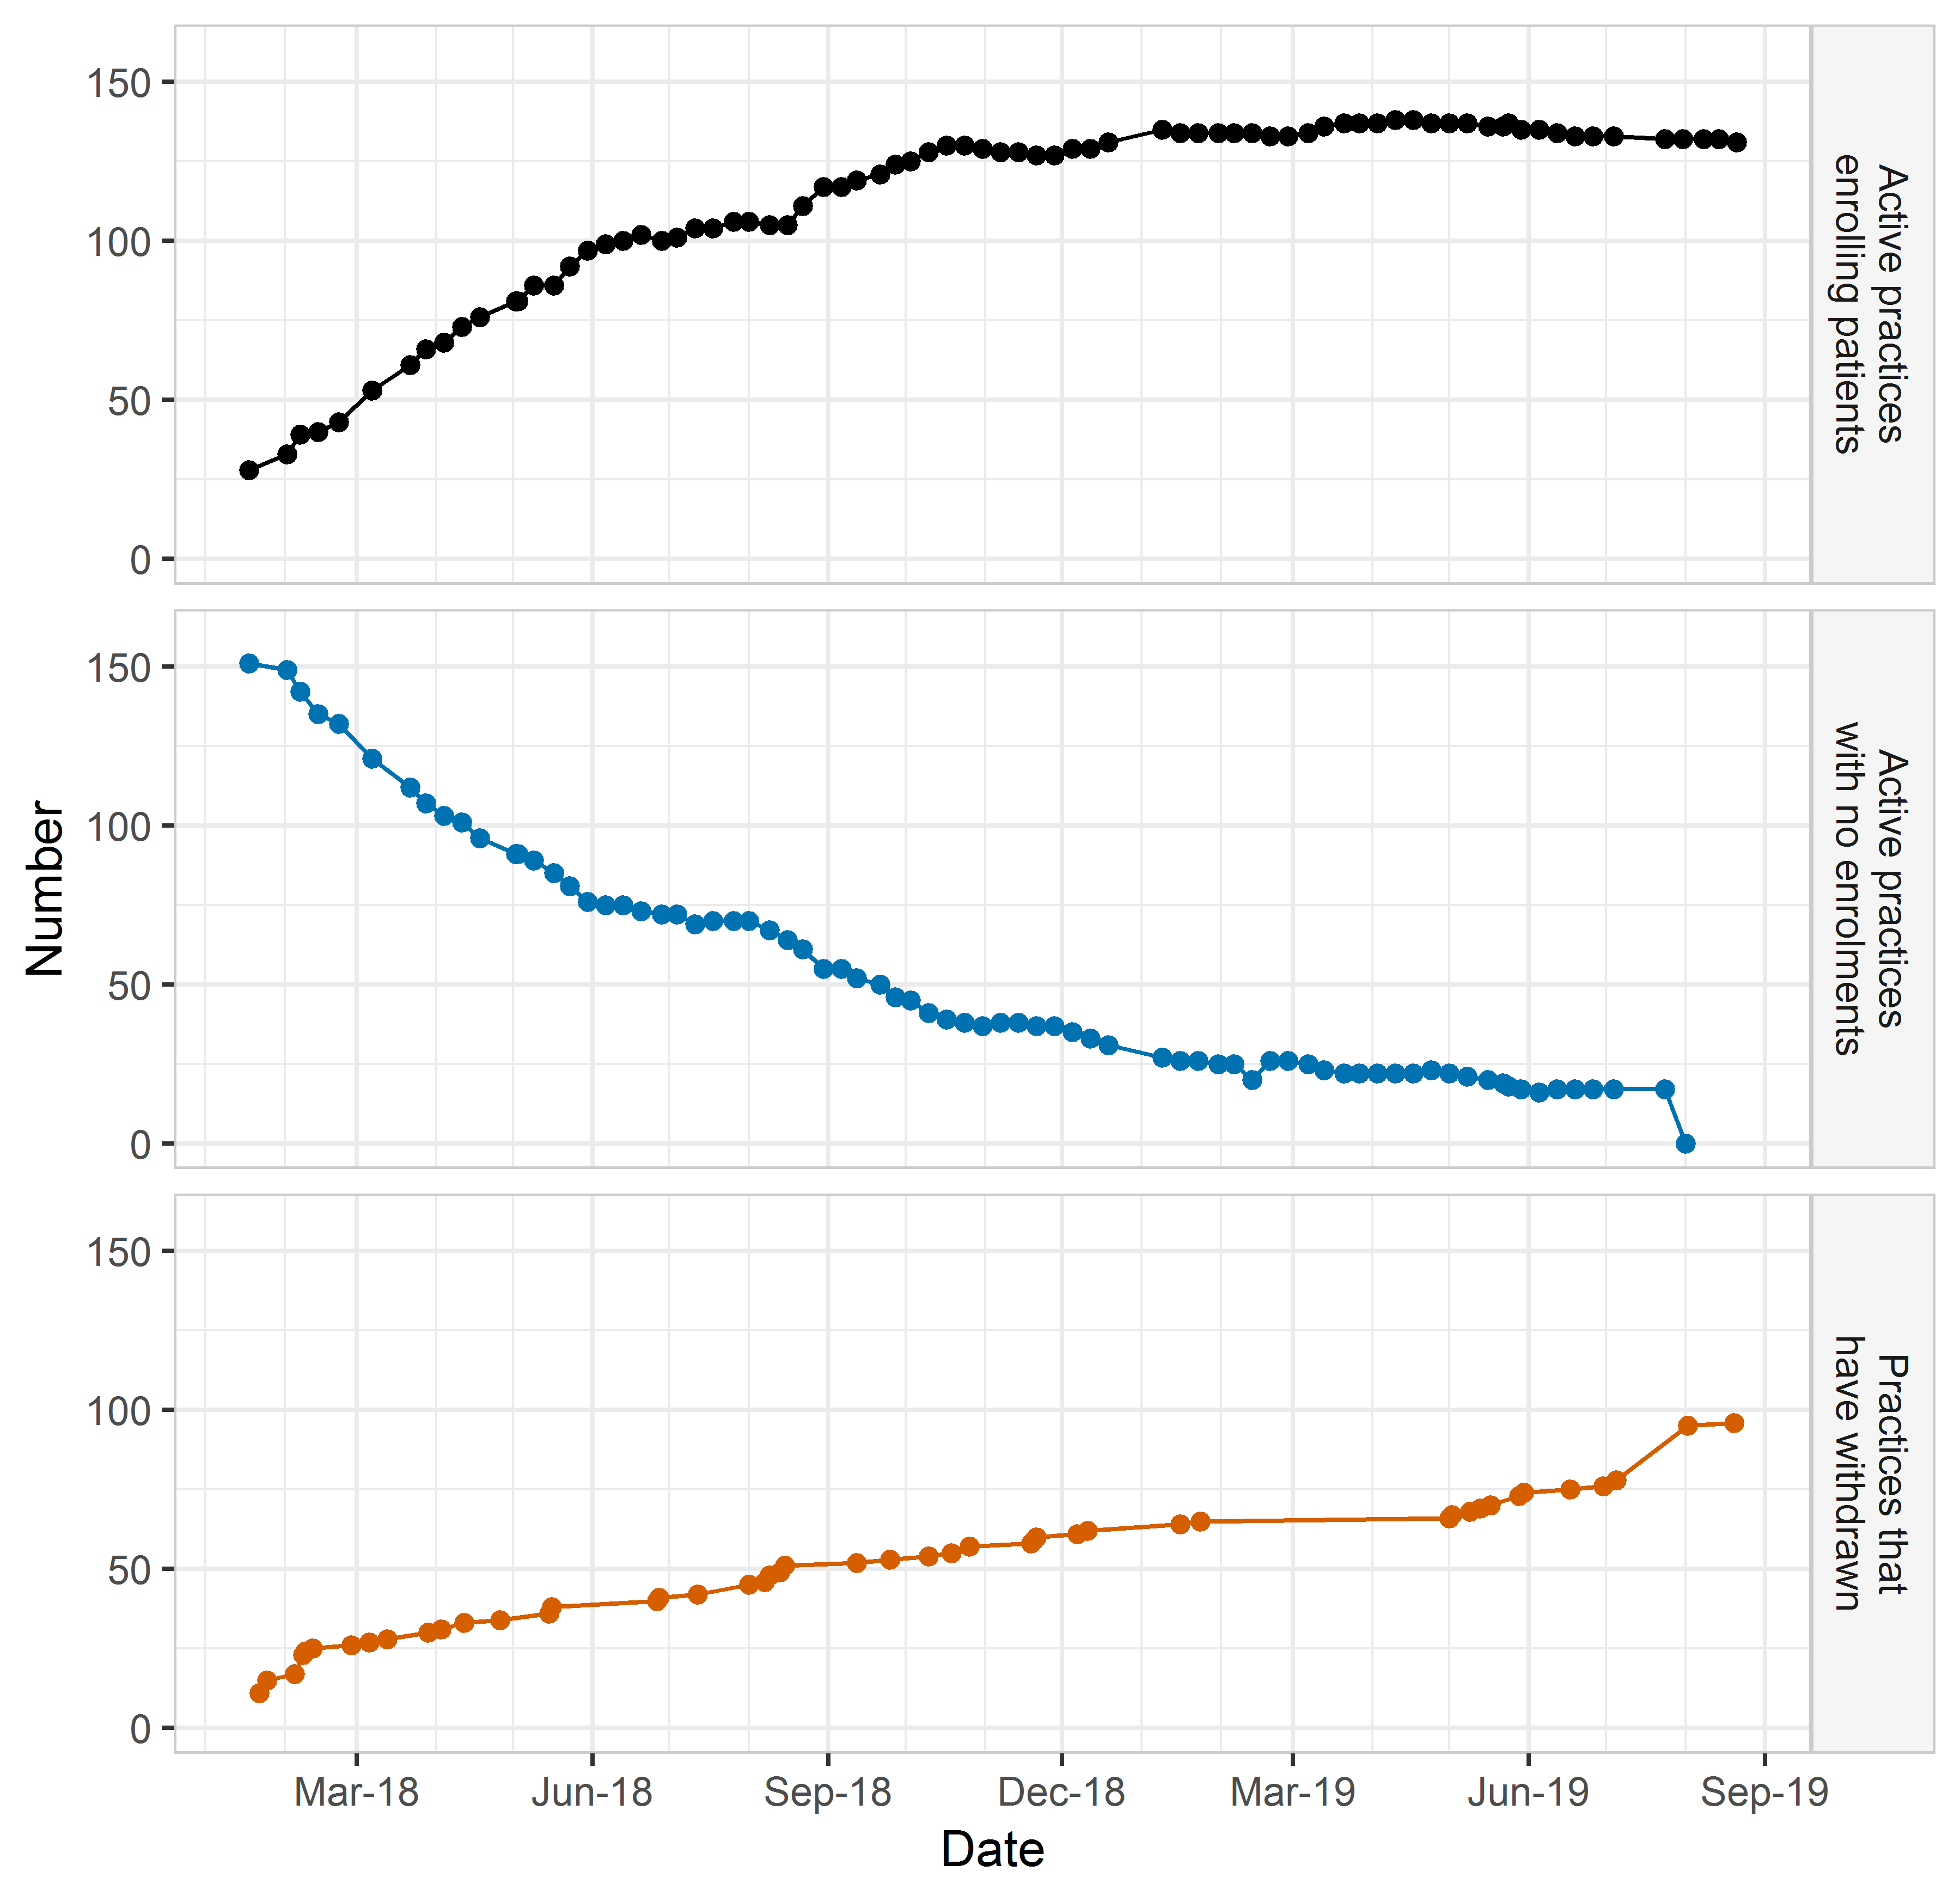 150
100
50
0
Active practices
enrolling patients
150
100
50
0
Active practices
with no enrolments
150
100
50
0
Practices that
have withdrawn
Number
Mar-18 Jun-18 Sep-18 Dec-18 Mar-19 Jun-19 Sep-19
Date